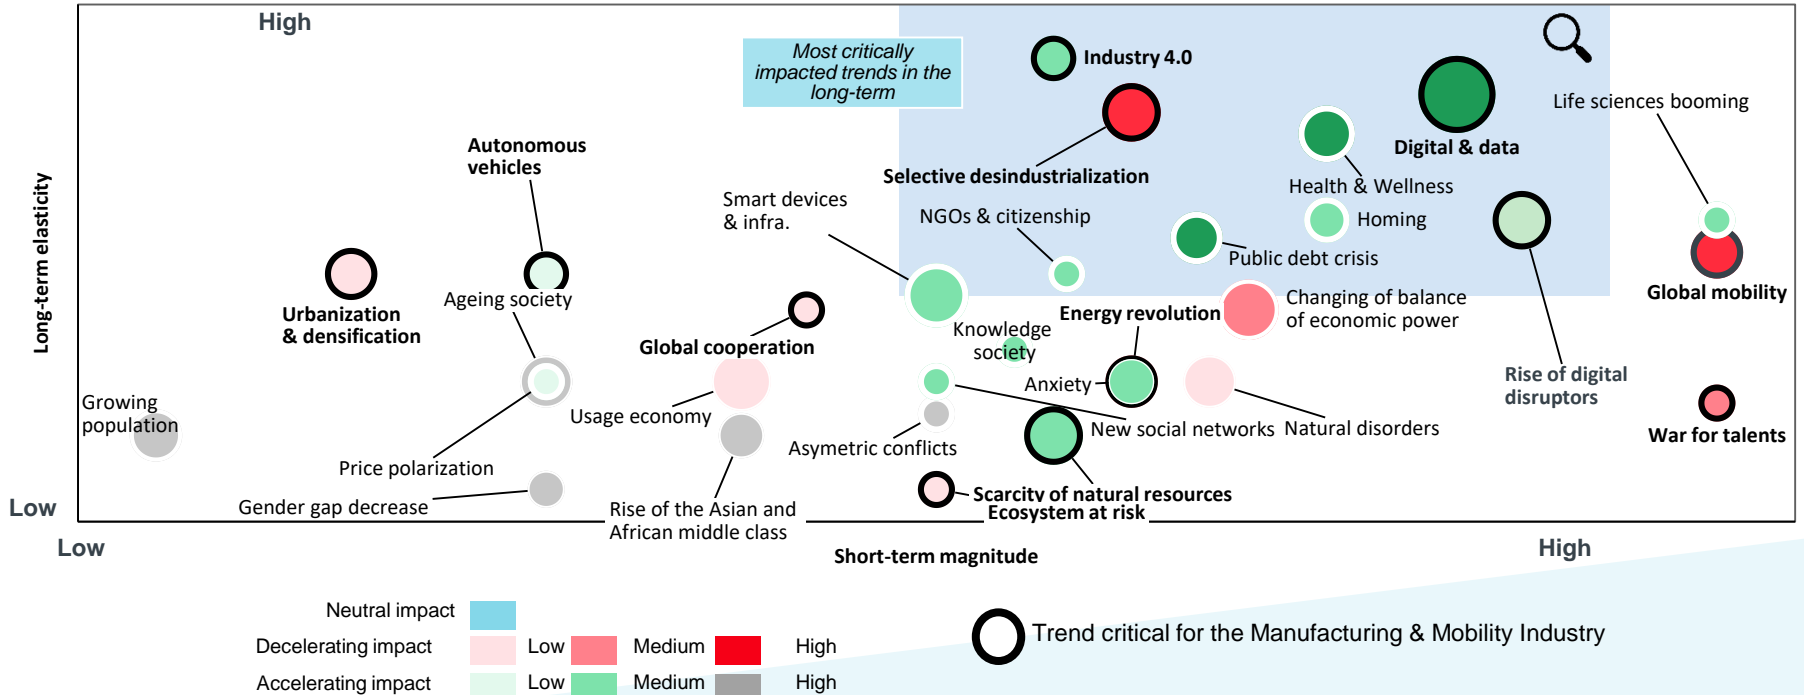 High
Most critically
impacted trends in the
long-term
Industry 4.0
Life sciences booming
Autonomous
vehicles
Digital & data
Selective desindustrialization
Health & Wellness
Smart devices
& infra.
NGOs & citizenship
Homing
Public debt crisis
Long-term elasticity
Ageing society
Urbanization
& densification
Global mobility
Changing of balance
of economic power
Energy revolution
Knowledge
society
Global cooperation
Anxiety
Rise of digital
disruptors
Growing
population
Usage economy
New social networks
Natural disorders
War for talents
Asymetric conflicts
Price polarization
Gender gap decrease
Rise of the Asian and
African middle class
Scarcity of natural resources
Ecosystem at risk
Low
Low
Short-term magnitude
High
Neutral impact
Decelerating impact
Low
Medium
High
Accelerating impact
Low
Medium
High
Trend critical for the Manufacturing & Mobility Industry